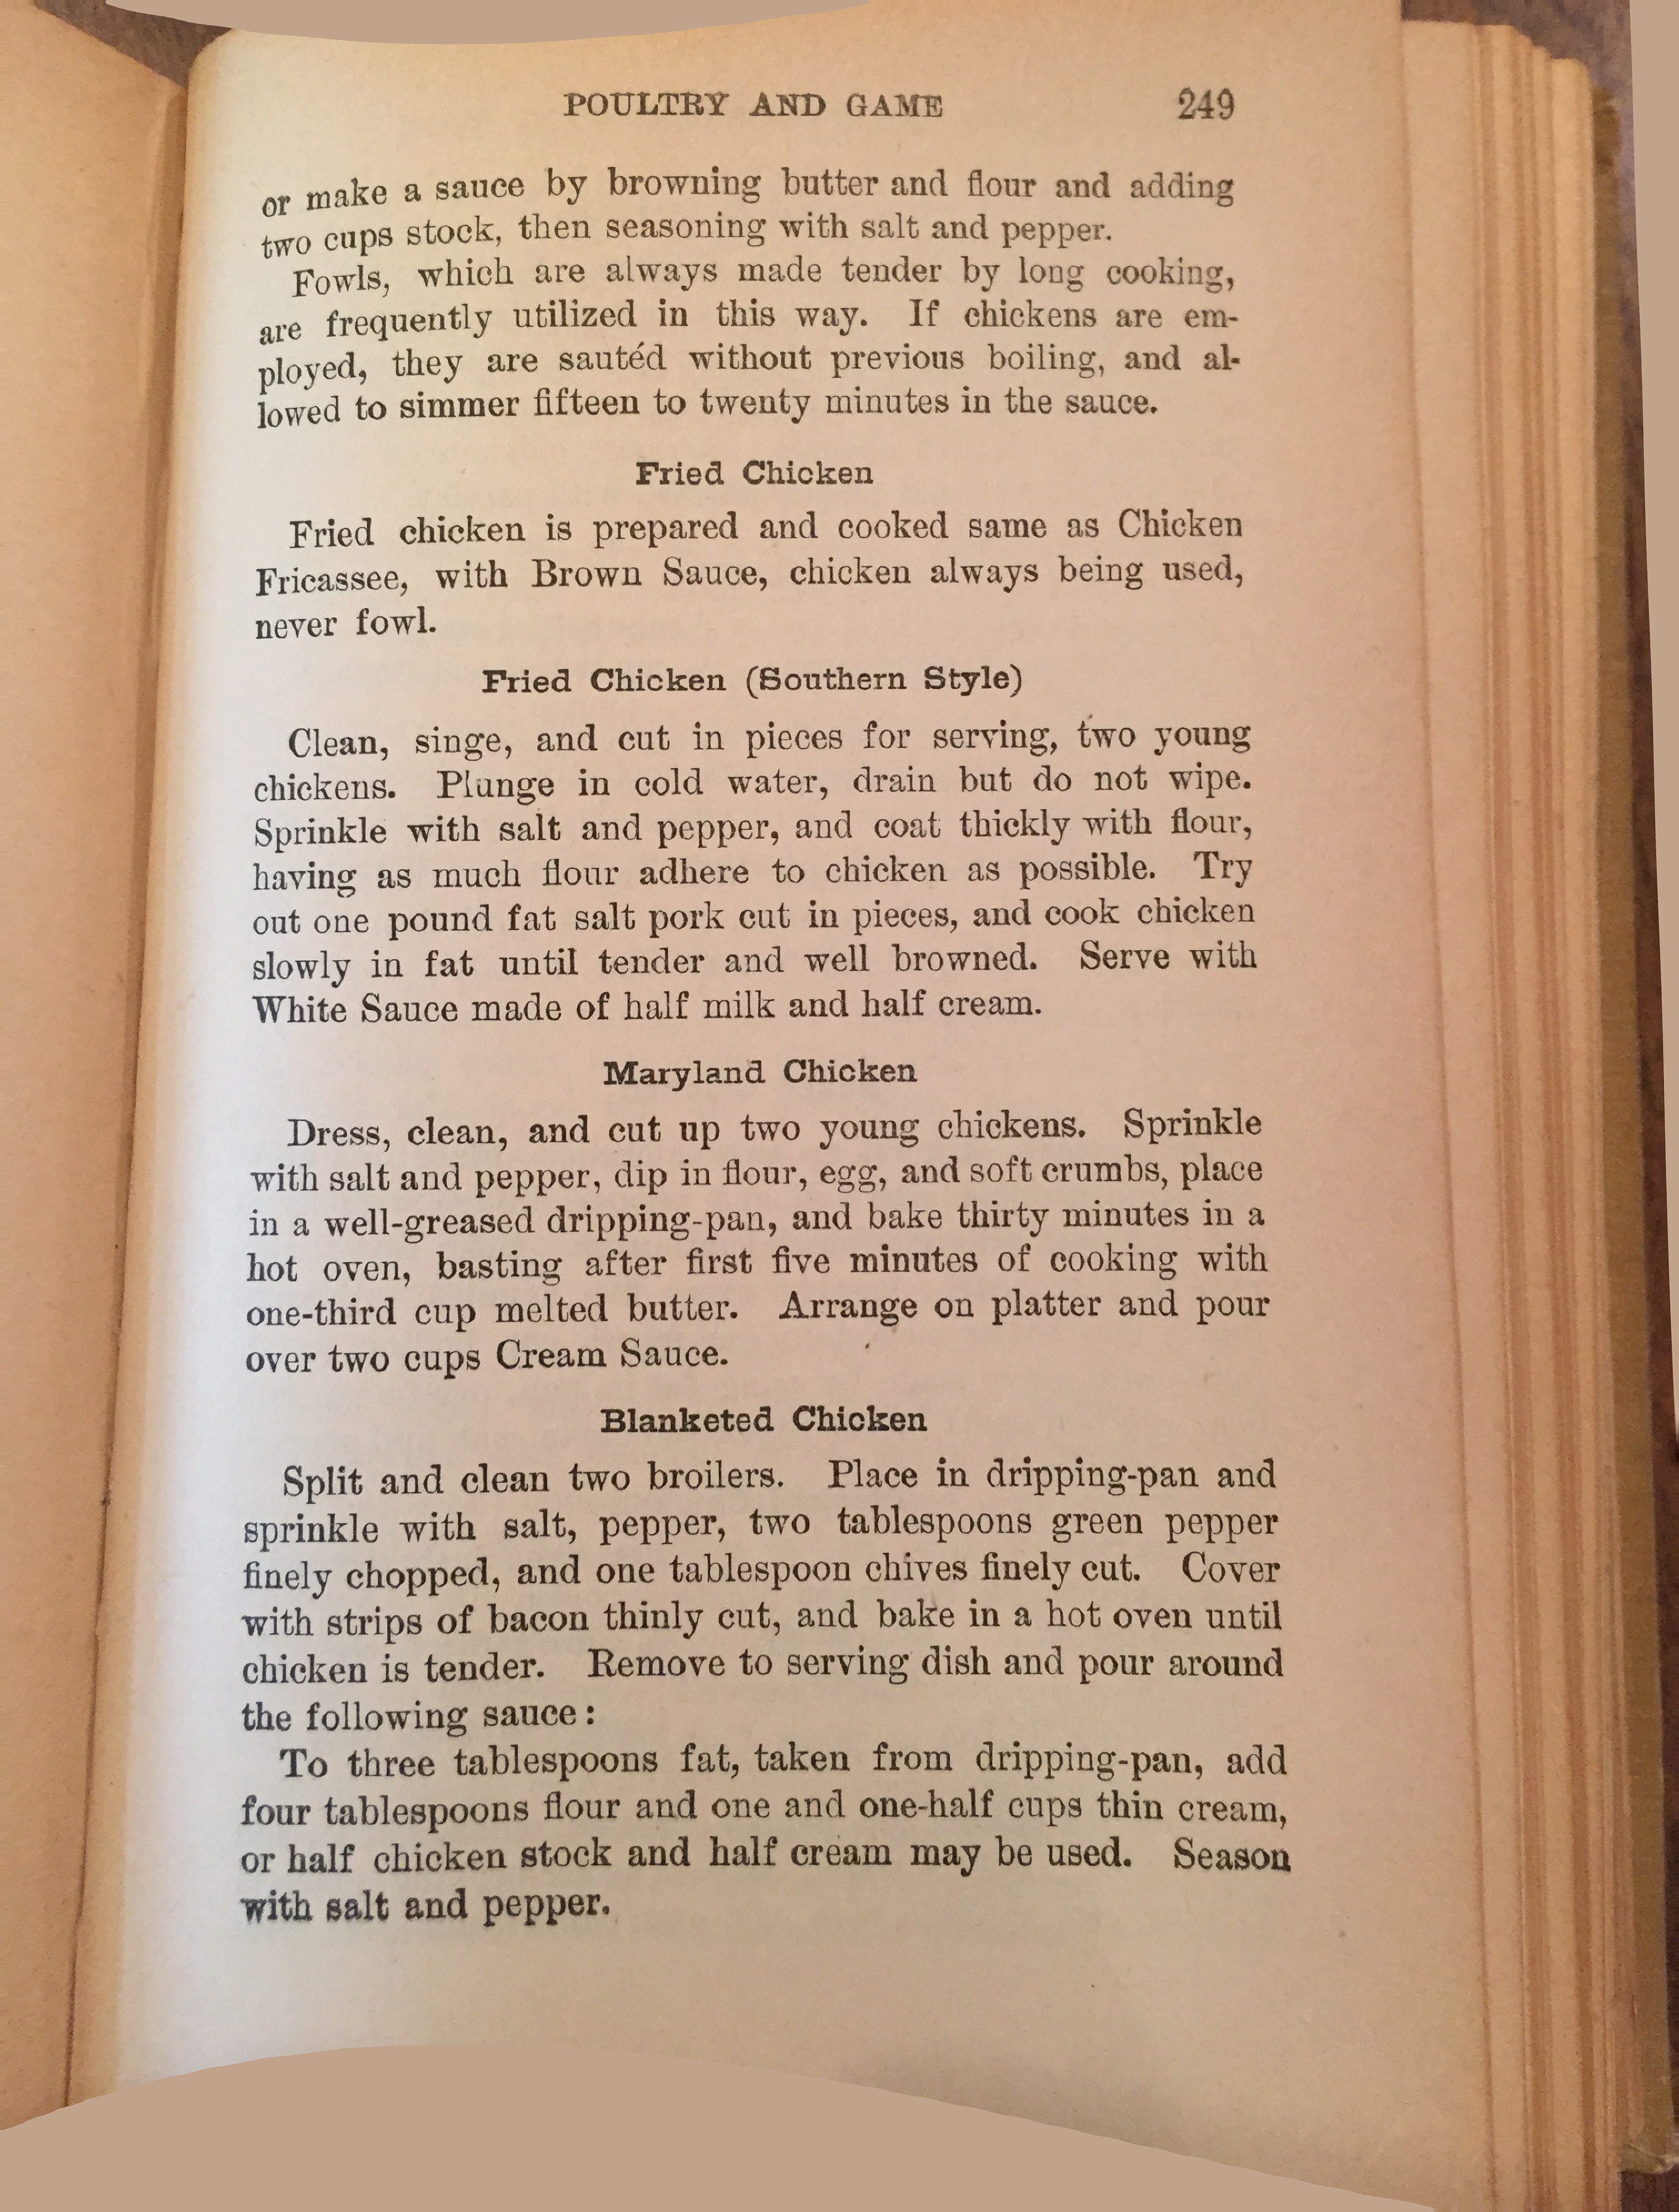 POULTRY AND GAME 249
or make a sauce by browning butter and flour and adding
two cups stock, then seasoning with salt and pepper.
Fowls, which are always made tender by long cooking,
are frequently utilized in this way. If chickens are em-
ployed, they are sautéd without previous boiling, and al-
lowed to simmer fifteen to twenty minutes in the sauce.
Fried Chicken
Fried chicken is prepared and cooked same as Chicken
Fricassee, with Brown Sauce, chicken always being used,
never fowl.
Fried Chicken (Southern Style)
Clean, singe, and cut in pieces for serving, two young
chickens. Plunge in cold water, drain but do not wipe.
Sprinkle with salt and pepper, and coat thickly with flour,
having as much flour adhere to chicken as possible. Try
out one pound fat salt pork cut in pieces, and cook chicken
slowly in fat until tender and well browned. Serve with
White Sauce made of half milk and half cream.
Maryland Chicken
Dress, clean, and cut up two young chickens. Sprinkle
with salt and pepper, dip in flour, egg, and soft crumbs, place
in a well-greased dripping-pan, and bake thirty minutes in a
hot oven, basting after first five minutes of cooking with
one-third cup melted butter. Arrange on platter and pour
over two cups Cream Sauce.
Blanketed Chicken
Split and clean two broilers. Place in dripping-pan and
sprinkle with salt, pepper, two tablespoons green pepper
finely chopped, and one tablespoon chives finely cut. Cover
with strips of bacon thinly cut, and bake in a hot oven until
chicken is tender. Remove to serving dish and pour around
the following sauce:
To three tablespoons fat, taken from dripping-pan, add
four tablespoons flour and one and one-half cups thin cream,
or half chicken stock and half cream may be used. Season
with salt and pepper.